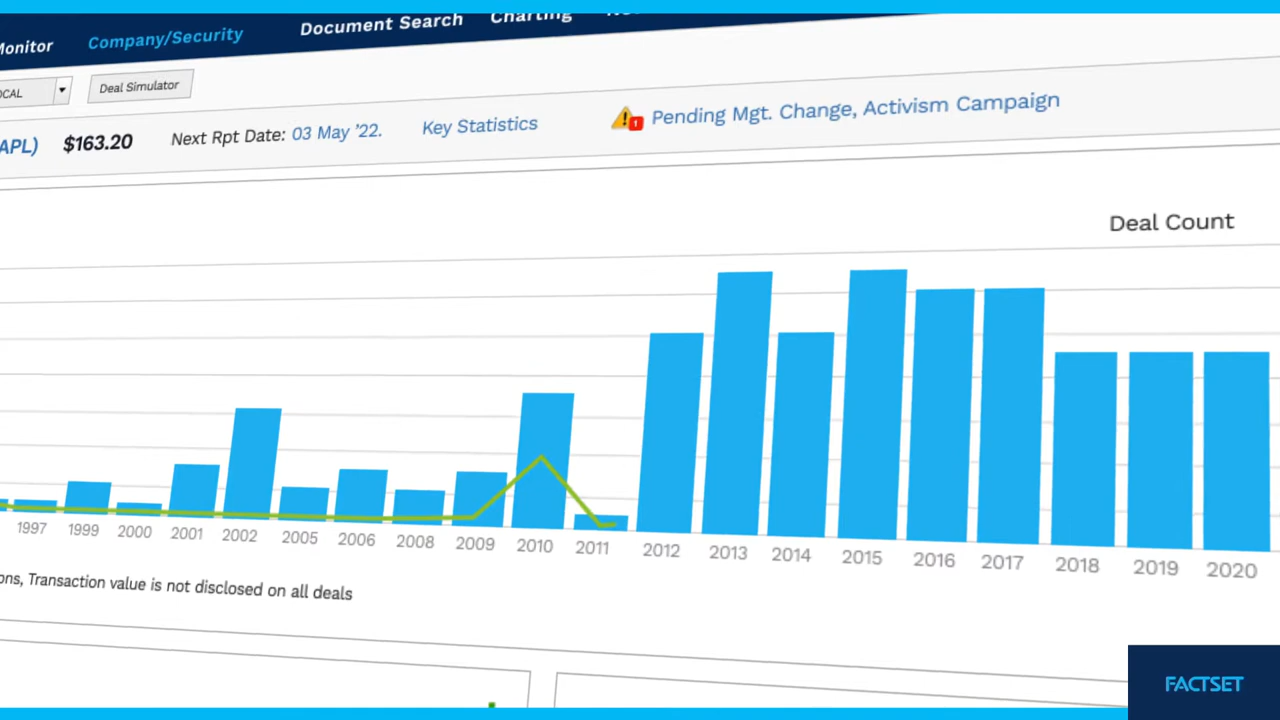 Monitor Company/Security Document Search Charting
OCAL Deal Simulator
APL) $163.20 Next Rpt Date: 03 May '22. Key Statistics ! 1 Pending Mgt. Change, Activism Campaign
Deal Count
1997 1999 2000 2001 2002 2005 2006 2008 2009 2010 2011 2012 2013 2014 2015 2016 2017 2018 2019 2020
ons, Transaction value is not disclosed on all deals
FACTSET